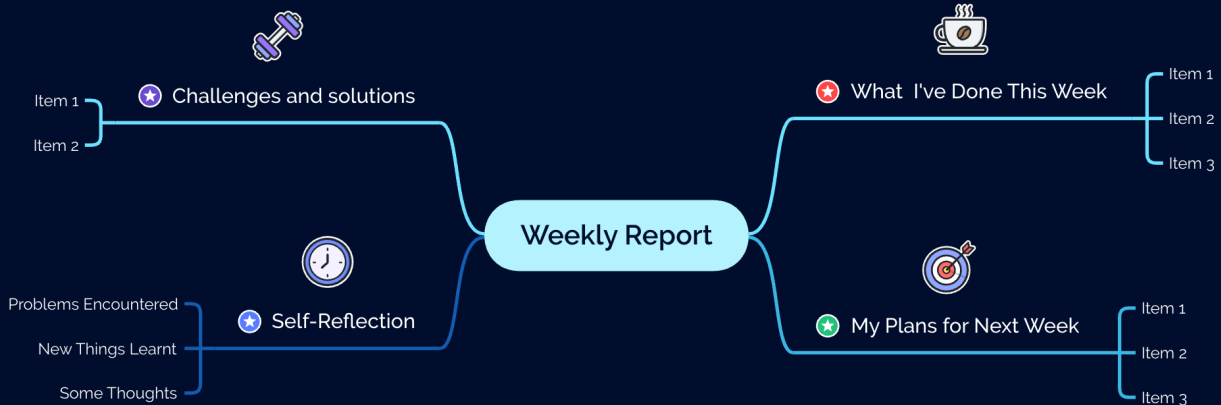 Weekly Report
What  I've Done This Week
Item 1
Item 2
Item 3
My Plans for Next Week
Item 1
Item 2
Item 3
Challenges and solutions
Item 1
Item 2
Self-Reflection
Problems Encountered
New Things Learnt
Some Thoughts